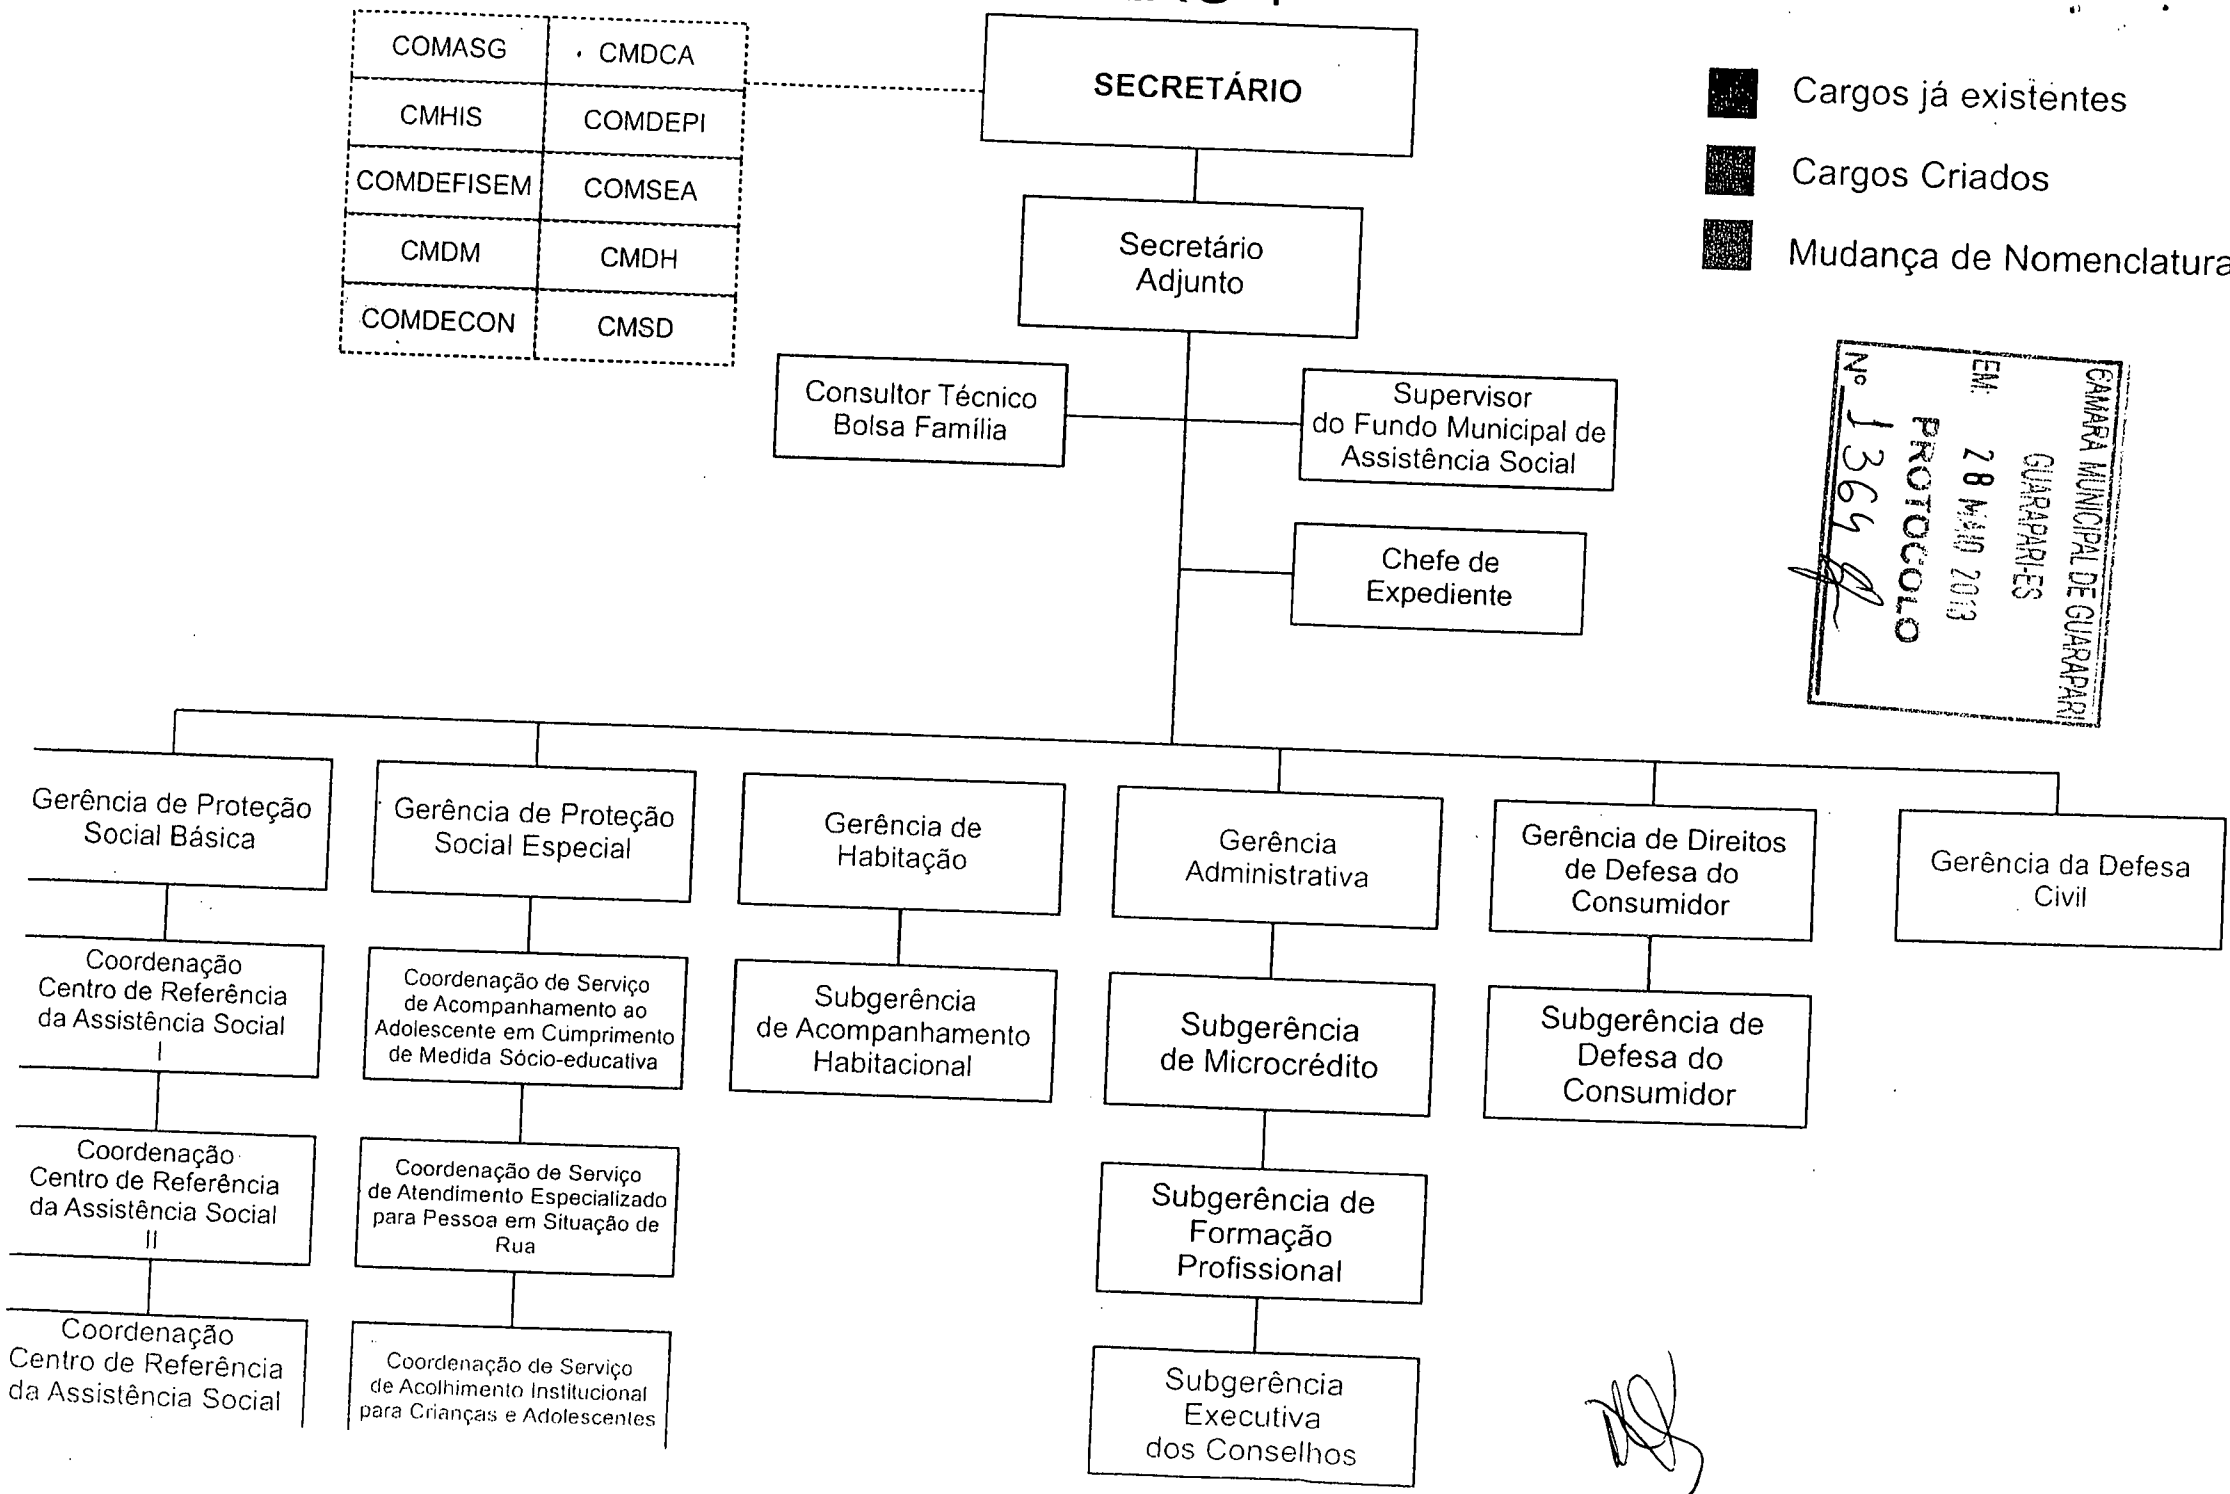 COMASG
CMDCA
CMHIS
COMDEPI
COMDEFISEM
COMSEA
CMDM
CMDH
COMDECON
CMSD
SECRETÁRIO
Secretário
Adjunto
Cargos já existentes
Cargos Criados
Mudança de Nomenclatura
CAMARA MUNICIPAL DE GUARAPARI
GUARAPARI-ES
EM: 28 MAIO 2013
PROTOCOLO
Nº 1364
Consultor Técnico
Bolsa Família
Supervisor
do Fundo Municipal de
Assistência Social
Chefe de
Expediente
Gerência de Proteção
Social Básica
Gerência de Proteção
Social Especial
Gerência de
Habitação
Gerência
Administrativa
Gerência de Direitos
de Defesa do
Consumidor
Gerência da Defesa
Civil
Coordenação
Centro de Referência
da Assistência Social
I
Coordenação de Serviço
de Acompanhamento ao
Adolescente em Cumprimento
de Medida Sócio-educativa
Subgerência
de Acompanhamento
Habitacional
Subgerência
de Microcrédito
Subgerência de
Defesa do
Consumidor
Coordenação
Centro de Referência
da Assistência Social
II
Coordenação de Serviço
de Atendimento Especializado
para Pessoa em Situação de
Rua
Subgerência de
Formação
Profissional
Coordenação
Centro de Referência
da Assistência Social
Coordenação de Serviço
de Acolhimento Institucional
para Crianças e Adolescentes
Subgerência
Executiva
dos Conselhos